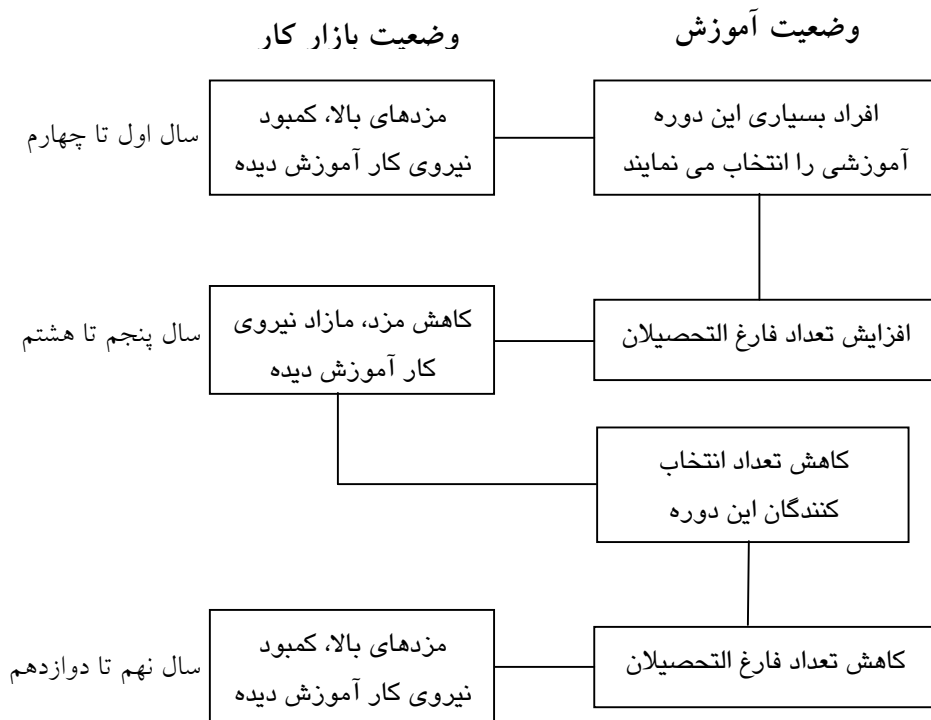 وضعیت آموزش
وضعیت بازار کار
افراد بسیاری این دوره
آموزشی را انتخاب می نمایند
مزدهای بالا، کمبود
نیروی کار آموزش دیده
سال اول تا چهارم
افزایش تعداد فارغ التحصیلان
کاهش مزد، مازاد نیروی
کار آموزش دیده
سال پنجم تا هشتم
کاهش تعداد انتخاب
کنندگان این دوره
کاهش تعداد فارغ التحصیلان
مزدهای بالا، کمبود
نیروی کار آموزش دیده
سال نهم تا دوازدهم